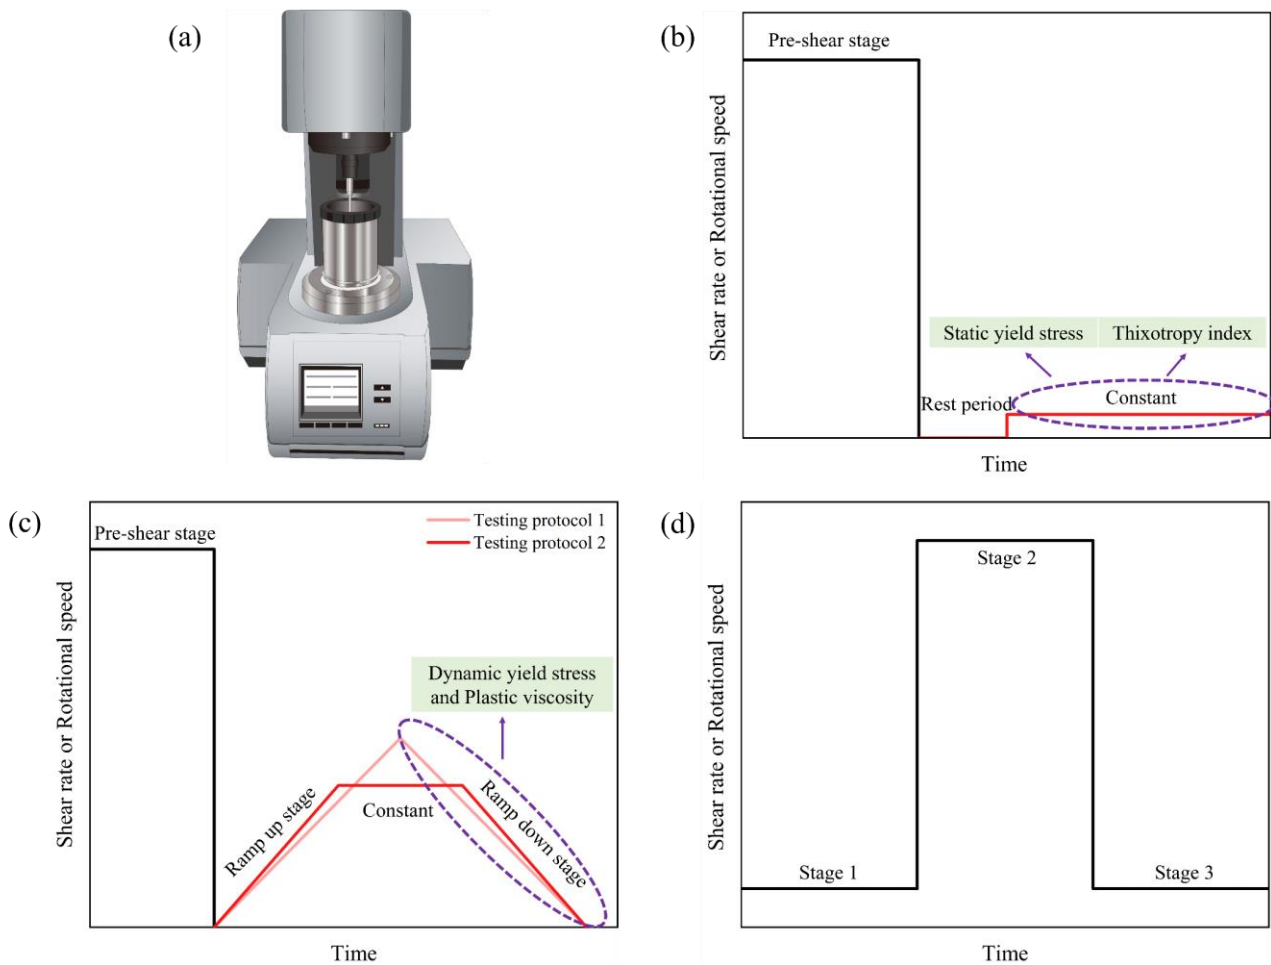 (a)
(b)
Pre-shear stage
Shear rate or Rotational speed
Static yield stress
Thixotropy index
Rest period
Constant
Time
(c)
Pre-shear stage
Testing protocol 1
Testing protocol 2
Shear rate or Rotational speed
Dynamic yield stress
and Plastic viscosity
Ramp up stage
Constant
Ramp down stage
Time
(d)
Stage 2
Shear rate or Rotational speed
Stage 1
Stage 3
Time